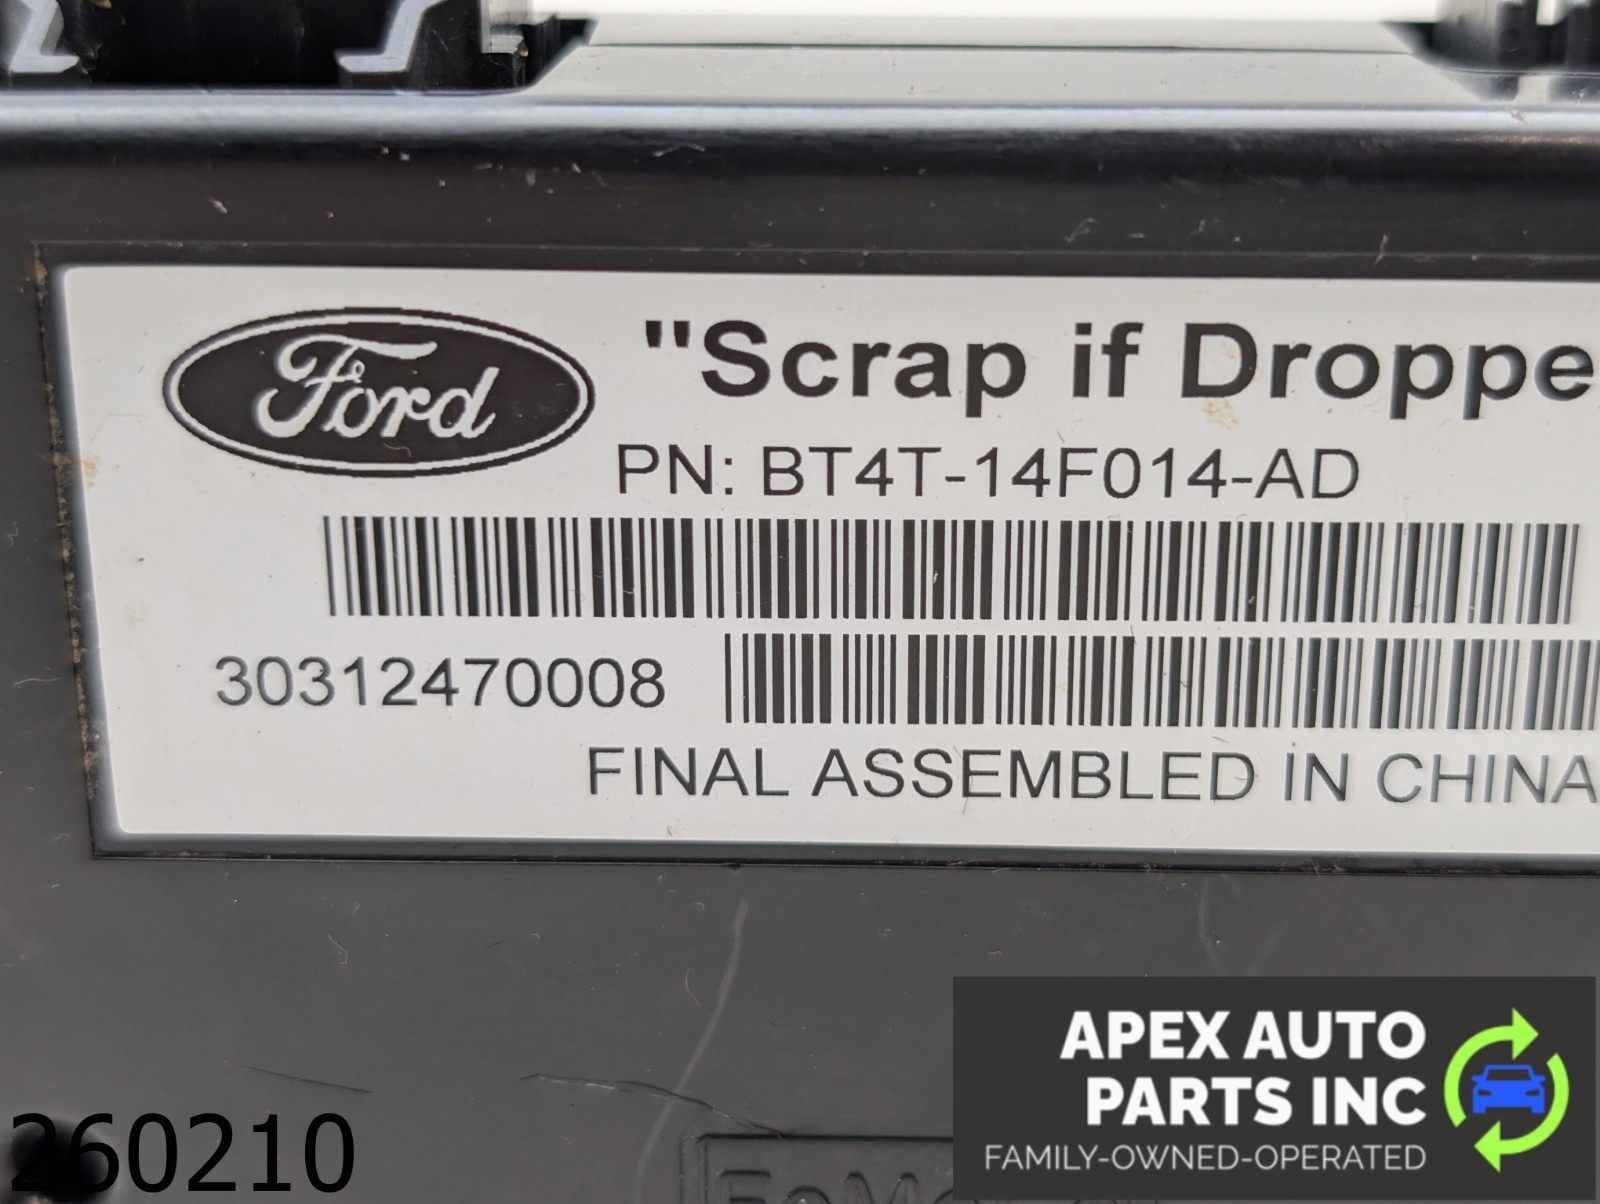 Ford
"Scrap if Droppe
PN: BT4T-14F014-AD
30312470008
FINAL ASSEMBLED IN CHINA
APEX AUTO
PARTS INC
FAMILY-OWNED-OPERATED
260210